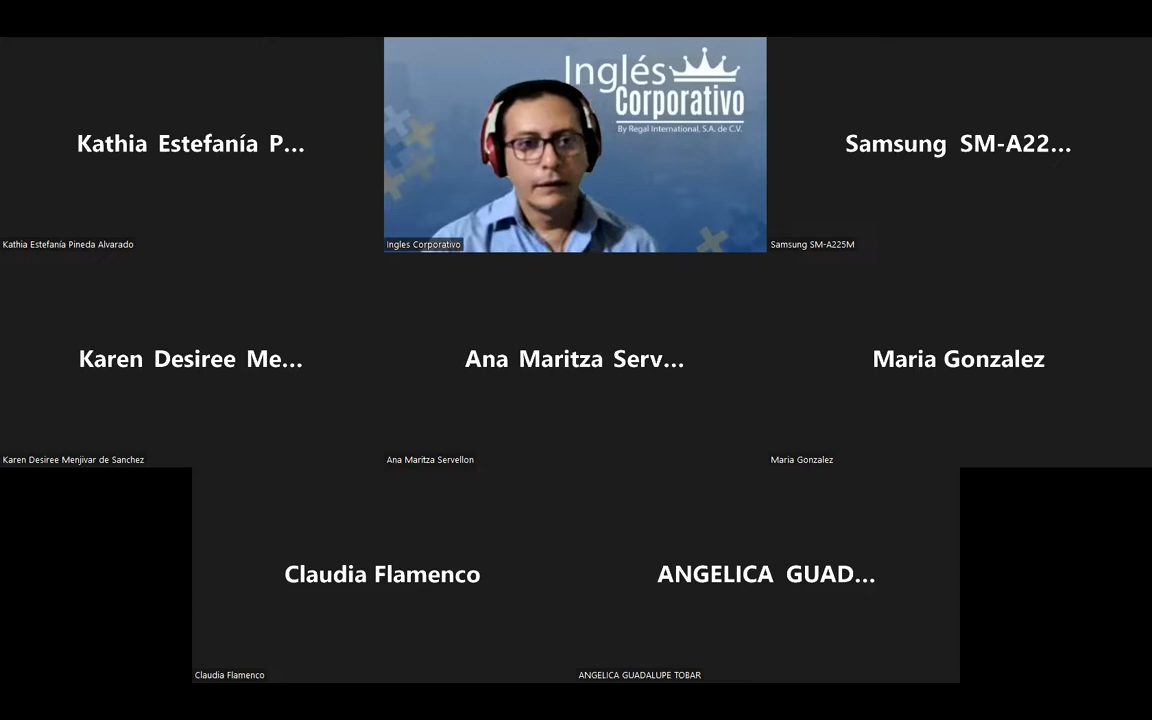 Kathia Estefanía P...
Kathia Estefanía Pineda Alvarado
Inglés
Corporativo
By Regal International, S.A. de C.V.
Ingles Corporativo
Samsung SM-A22...
Samsung SM-A225M
Karen Desiree Me...
Karen Desiree Menjivar de Sanchez
Ana Maritza Serv...
Ana Maritza Servellon
Maria Gonzalez
Maria Gonzalez
Claudia Flamenco
Claudia Flamenco
ANGELICA GUAD...
ANGELICA GUADALUPE TOBAR